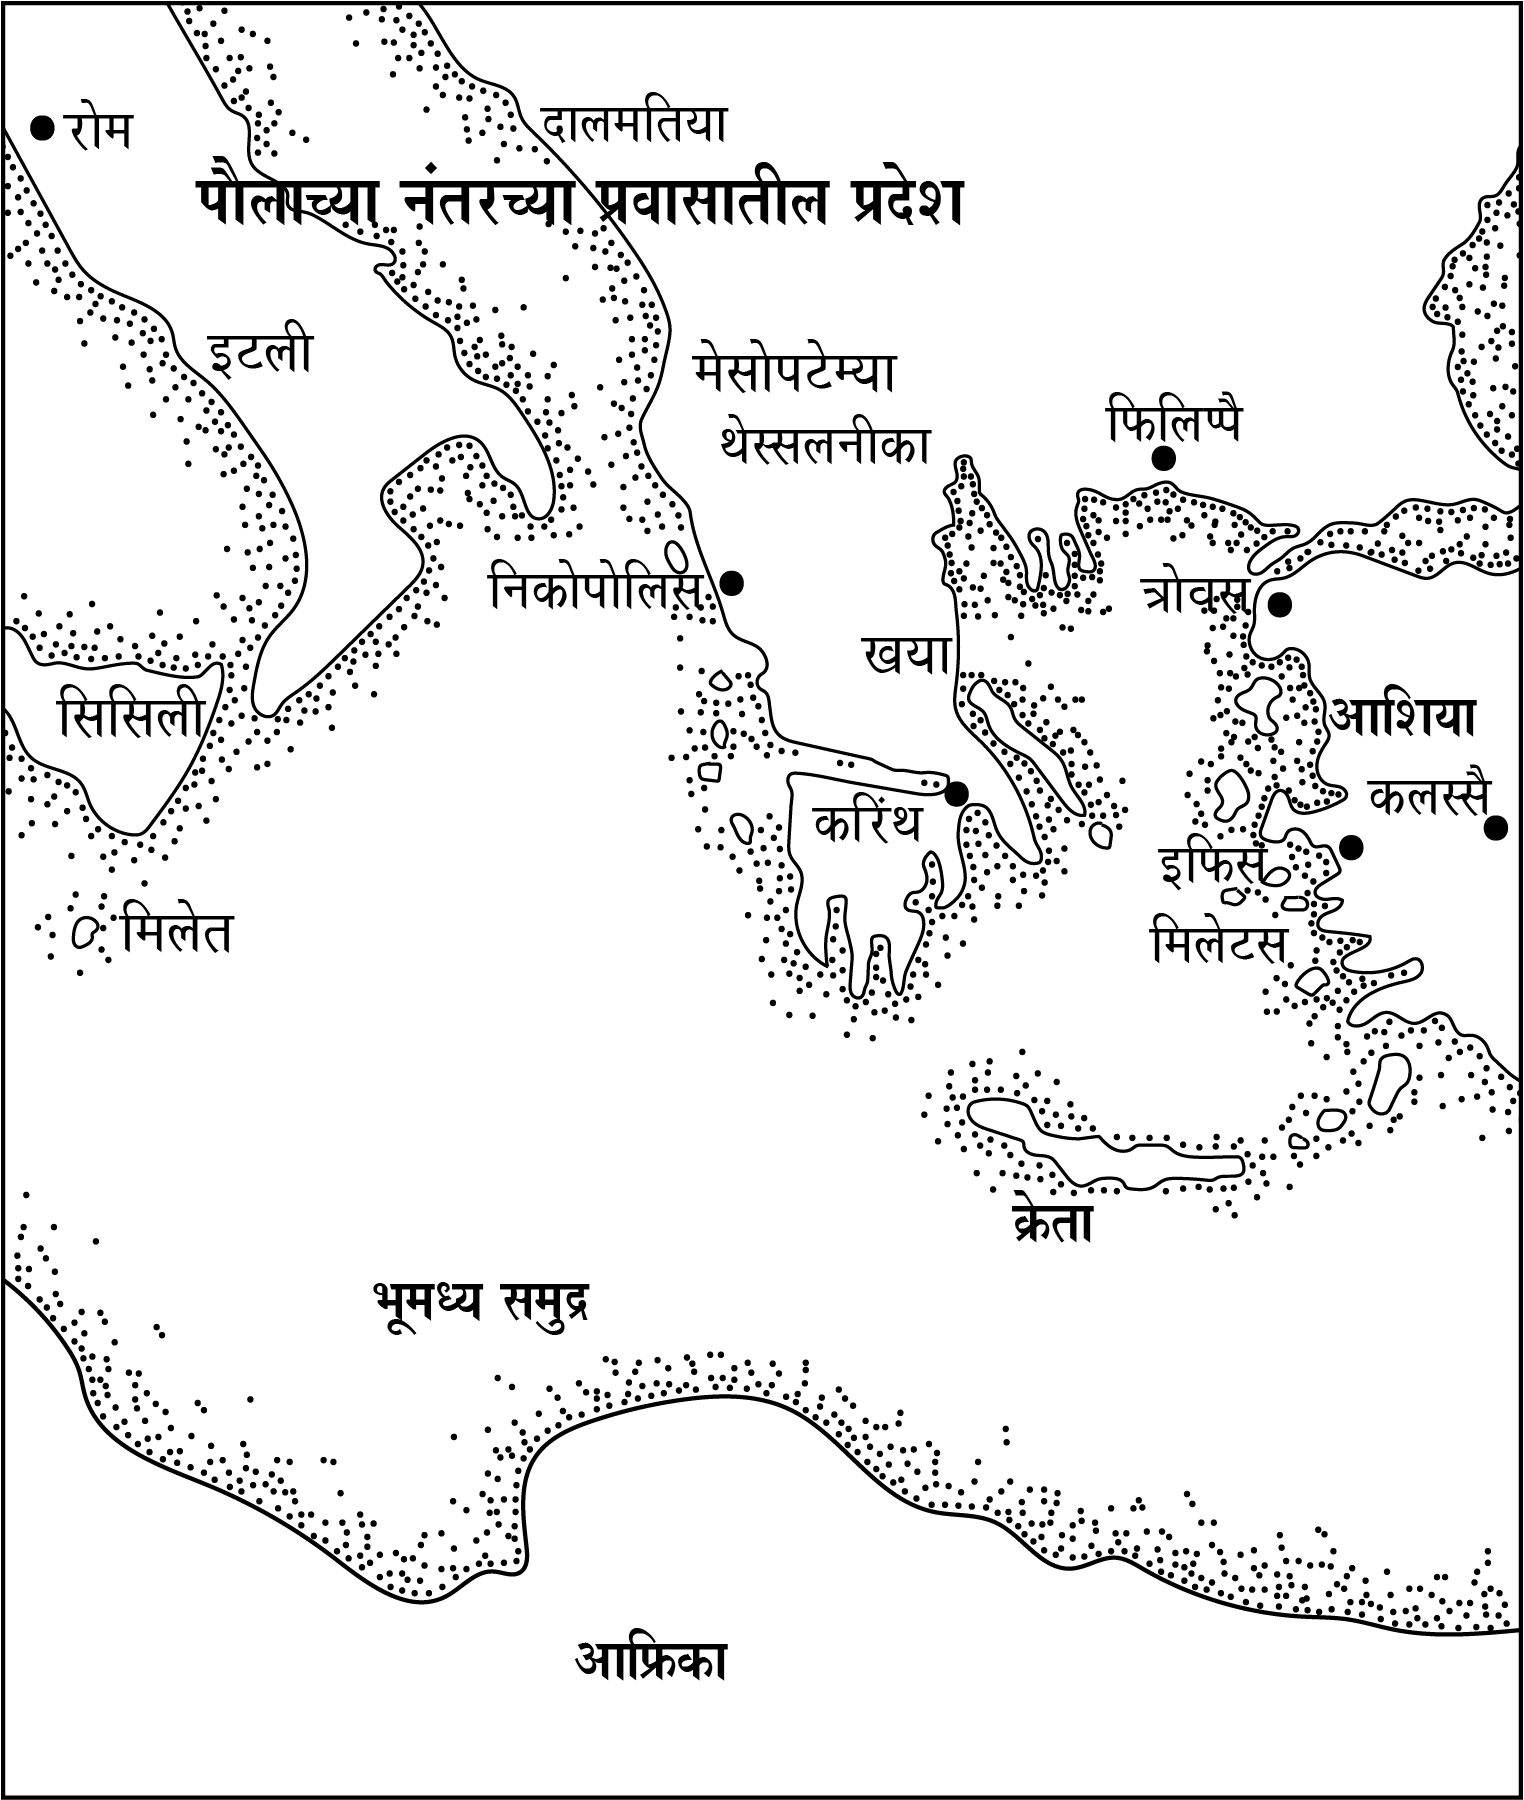 दालमतिया
रोम
पौलाच्या नंतरच्या प्रवासातील प्रदेश
इटली
मेसोपटेम्या
फिलिप्पै
थेस्सलनीका
निकोपोलिस
त्रोवस
खया
सिसिली
आशिया
कलस्सै
करिंथ
इफिस
मिलेत
मिलेटस
क्रेता
भूमध्य समुद्र
आफ्रिका